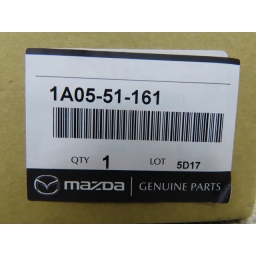 1A05-51-161
QTY 1 LOT 5D17
mazda GENUINE PARTS